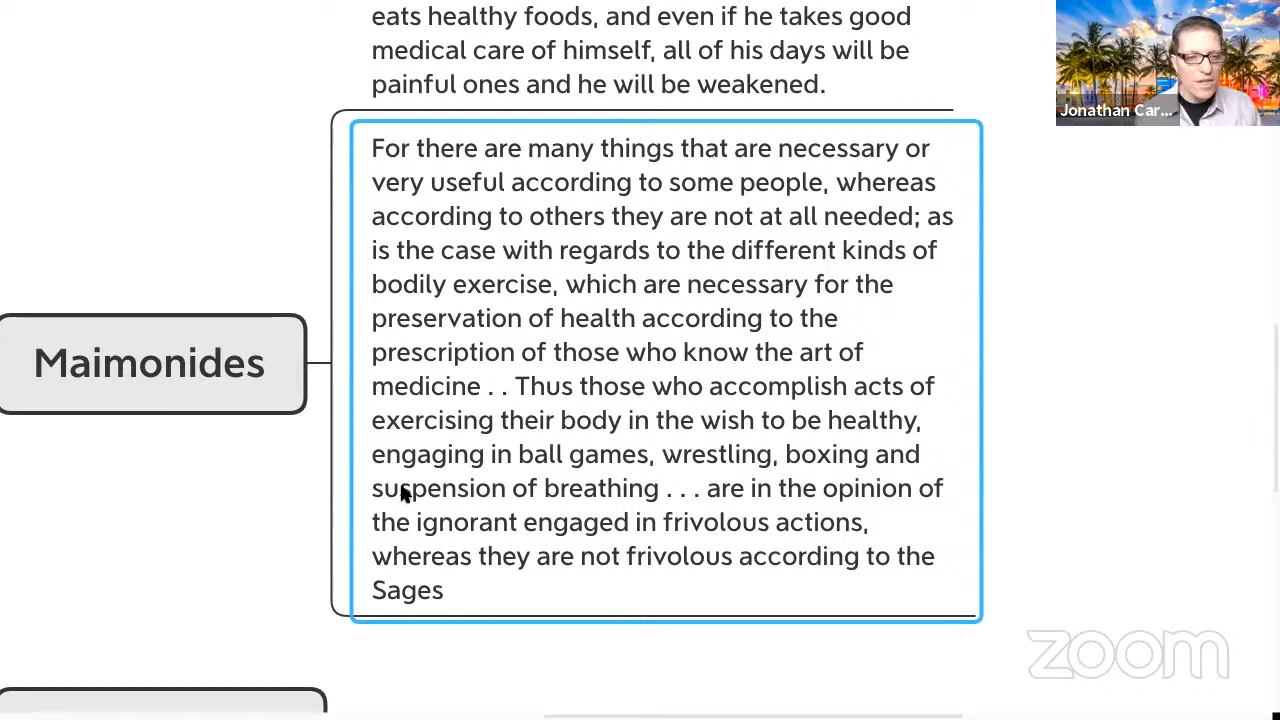 eats healthy foods, and even if he takes good
medical care of himself, all of his days will be
painful ones and he will be weakened.
Jonathan Car...
For there are many things that are necessary or
very useful according to some people, whereas
according to others they are not at all needed; as
is the case with regards to the different kinds of
bodily exercise, which are necessary for the
preservation of health according to the
prescription of those who know the art of
medicine . . Thus those who accomplish acts of
exercising their body in the wish to be healthy,
engaging in ball games, wrestling, boxing and
suspension of breathing . . . are in the opinion of
the ignorant engaged in frivolous actions,
whereas they are not frivolous according to the
Sages
Maimonides
zoom